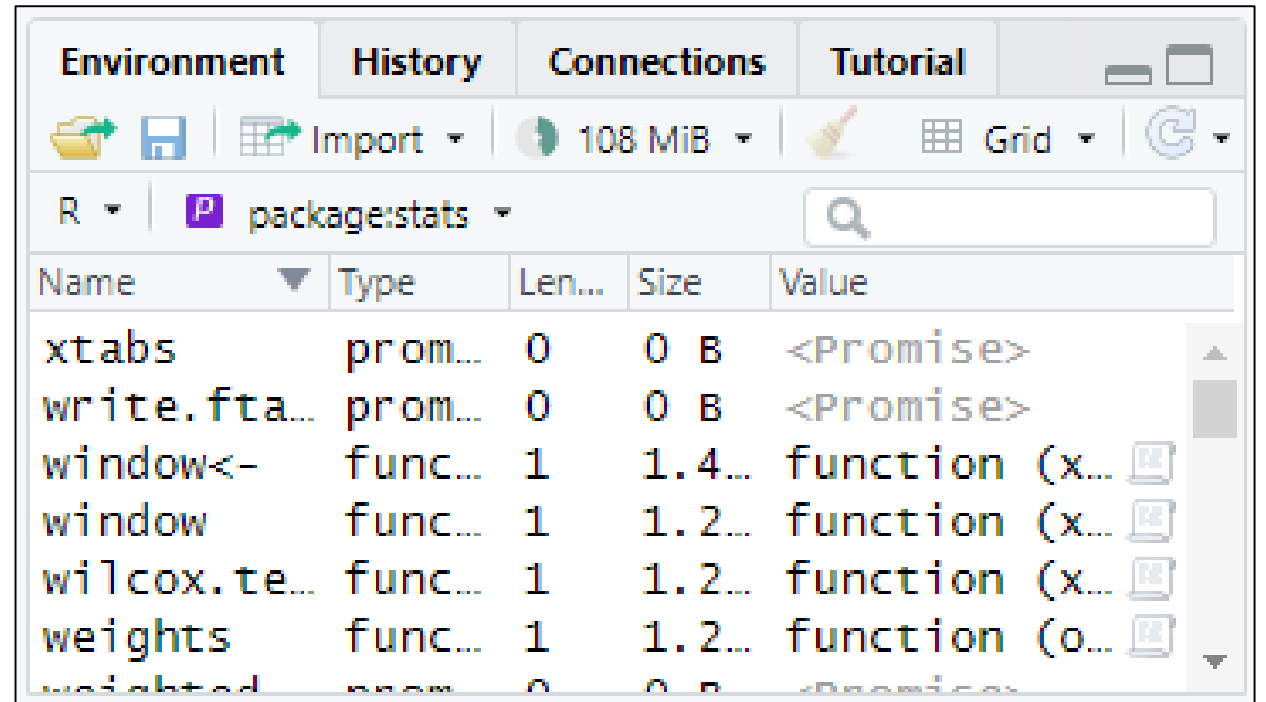 Environment History Connections Tutorial
Import 108 MiB Grid
R package:stats
Name Type Len... Size Value
xtabs prom... 0 0 B <Promise>
write.fta... prom... 0 0 B <Promise>
window<- func... 1 1.4... function (x...
window func... 1 1.2... function (x...
wilcox.te... func... 1 1.2... function (x...
weights func... 1 1.2... function (o...